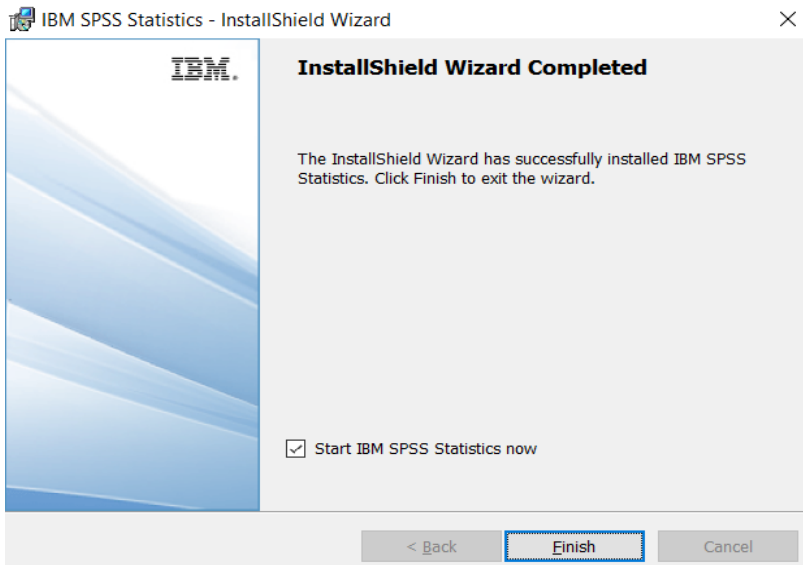 IBM SPSS Statistics - InstallShield Wizard
IBM.
InstallShield Wizard Completed
The InstallShield Wizard has successfully installed IBM SPSS
Statistics. Click Finish to exit the wizard.
Start IBM SPSS Statistics now
< Back Finish Cancel